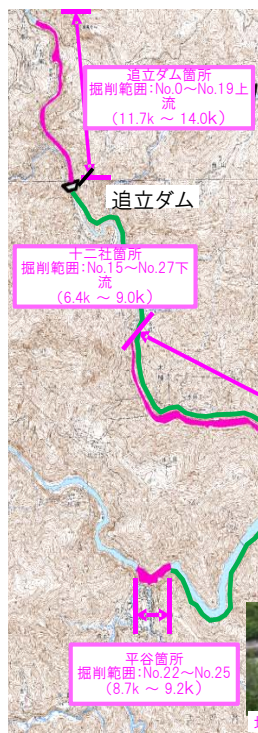 追立ダム箇所
掘削範囲:No.0～No.19上
流
(11.7k ～ 14.0k)
追立ダム
十二社箇所
掘削範囲:No.15～No.27下
流
(6.4k ～ 9.0k)
平谷箇所
掘削範囲:No.22～No.25
(8.7k ～ 9.2k)